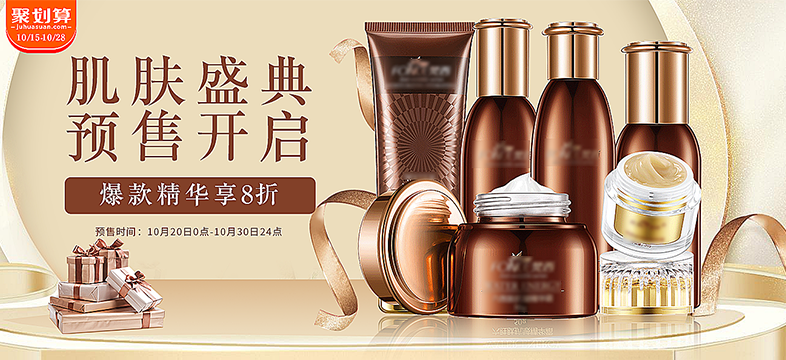 聚划算
juhuasuan.com
10/15-10/28
肌肤盛典
预售开启
爆款精华享8折
预售时间：10月20日0点-10月30日24点